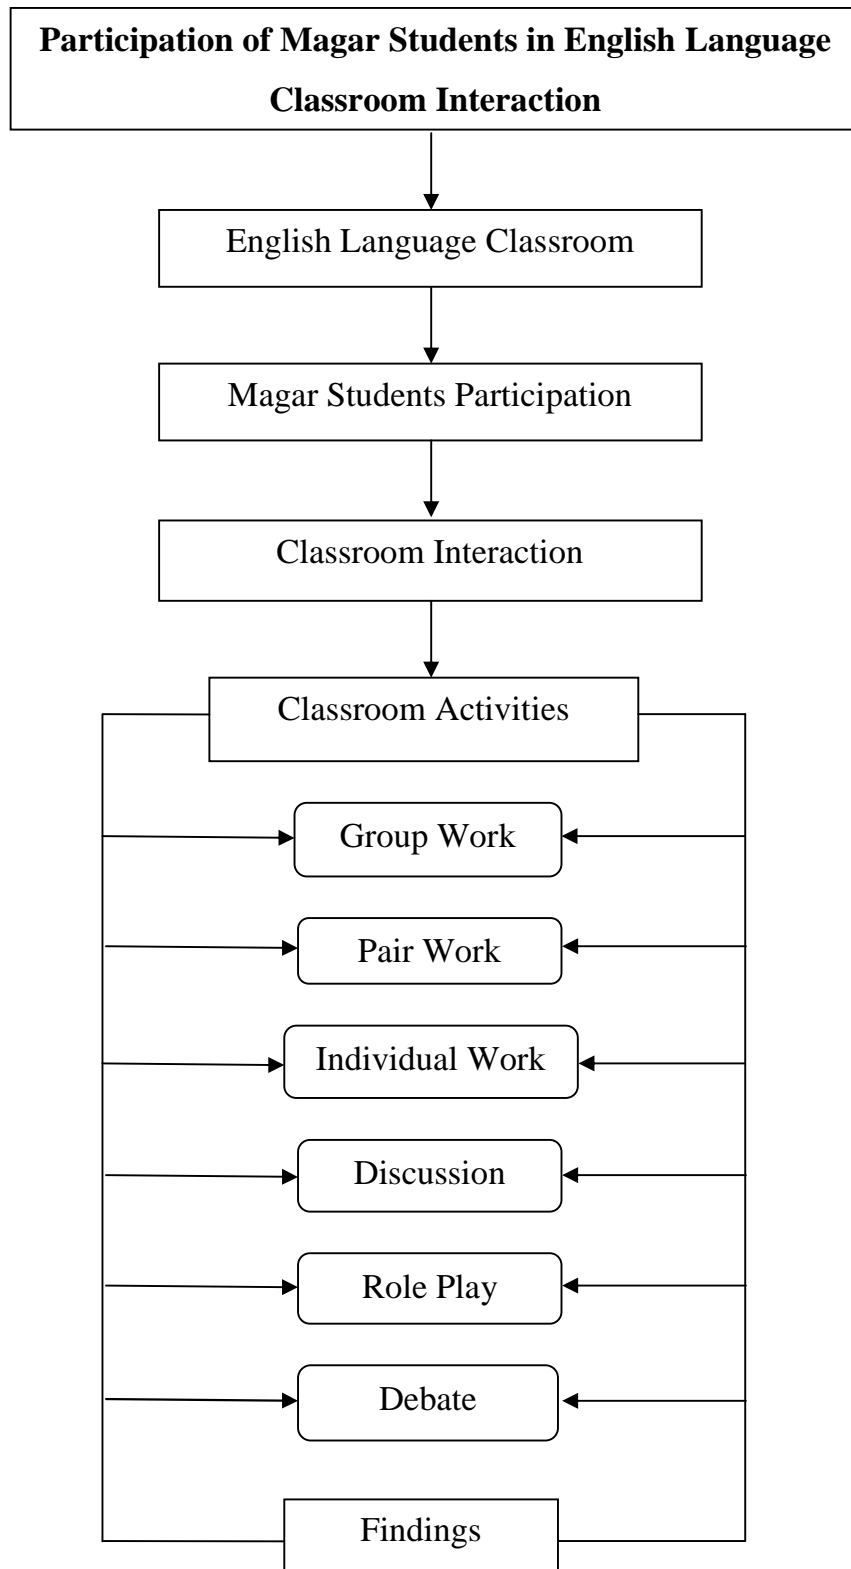 Participation of Magar Students in English Language
Classroom Interaction
English Language Classroom
Magar Students Participation
Classroom Interaction
Classroom Activities
Group Work
Pair Work
Individual Work
Discussion
Role Play
Debate
Findings